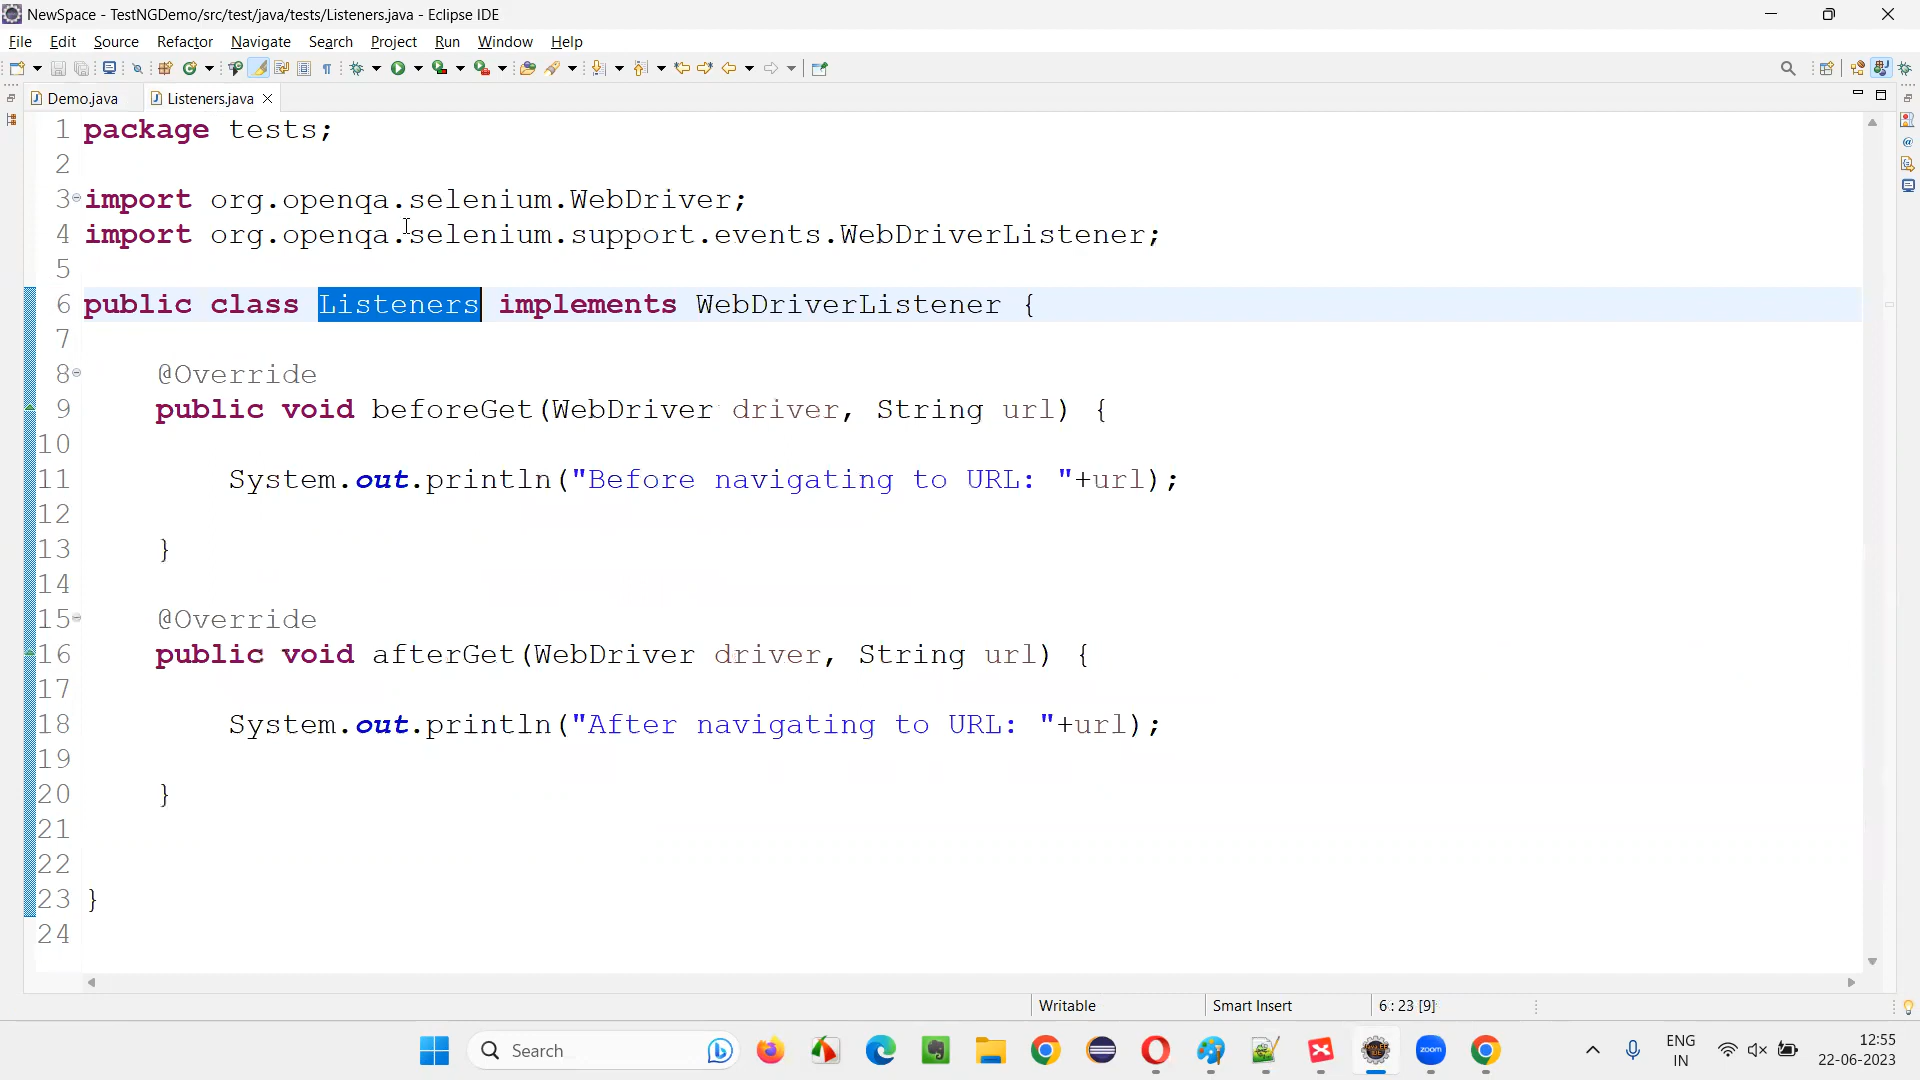 NewSpace - TestNGDemo/src/test/java/tests/Listeners.java - Eclipse IDE
File Edit Source Refactor Navigate Search Project Run Window Help
Demo.java Listeners.java
1 package tests;
2
3 import org.openqa.selenium.WebDriver;
4 import org.openqa.selenium.support.events.WebDriverListener;
5
6 public class Listeners implements WebDriverListener {
7
8 @Override
9 public void beforeGet(WebDriver driver, String url) {
10
11 System.out.println("Before navigating to URL: "+url);
12
13 }
14
15 @Override
16 public void afterGet(WebDriver driver, String url) {
17
18 System.out.println("After navigating to URL: "+url);
19
20 }
21
22
23 }
24
Writable Smart Insert 6 : 23 [9]
Search zoom ENG 12:55
IN 22-06-2023